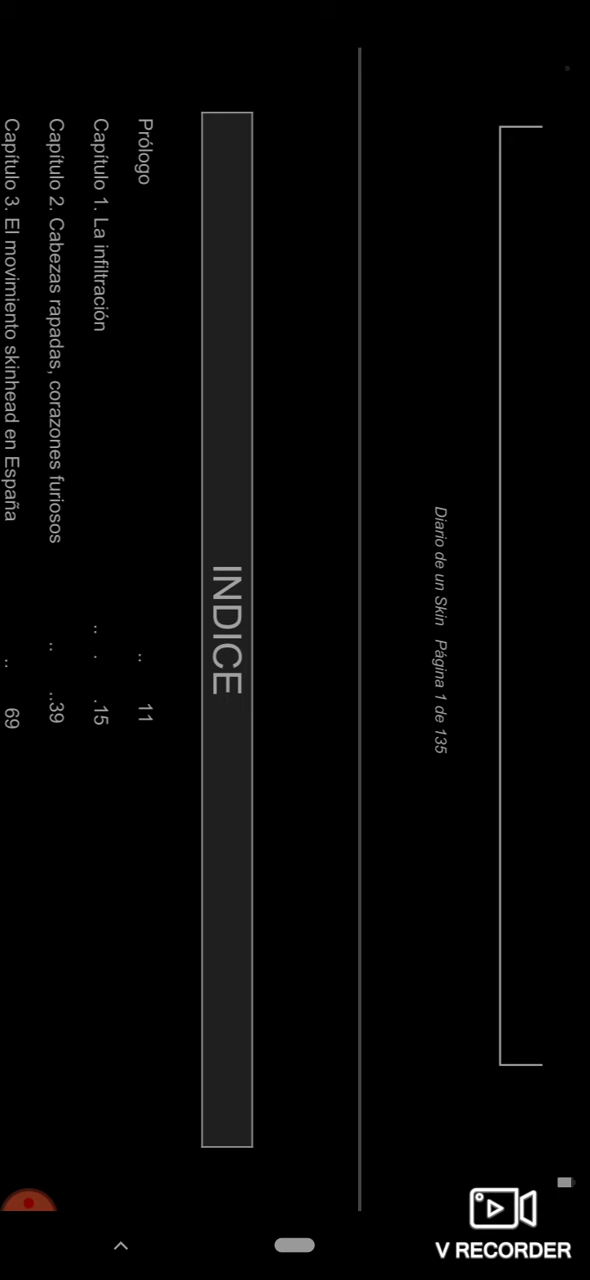 Diario de un Skin Página 1 de 135
INDICE
Prólogo .. 11
Capítulo 1. La infiltración .. . .15
Capítulo 2. Cabezas rapadas, corazones furiosos .. ..39
Capítulo 3. El movimiento skinhead en España .. 69
V RECORDER